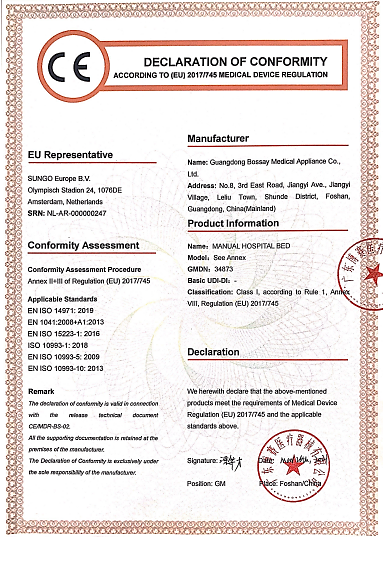 CE
DECLARATION OF CONFORMITY
ACCORDING TO (EU) 2017/745 MEDICAL DEVICE REGULATION
EU Representative
SUNGO Europe B.V.
Olympisch Stadion 24, 1076DE
Amsterdam, Netherlands
SRN: NL-AR-000000247
Conformity Assessment
Conformity Assessment Procedure
Annex II+III of Regulation (EU) 2017/745
Applicable Standards
EN ISO 14971: 2019
EN 1041:2008+A1:2013
EN ISO 15223-1: 2016
ISO 10993-1: 2018
EN ISO 10993-5: 2009
EN ISO 10993-10: 2013
Remark
The declaration of conformity is valid in connection
with the release technical document
CE/MDR-BS-02.
All the supporting documentation is retained at the
premises of the manufacturer.
The Declaration of Conformity is exclusively under
the sole responsibility of the manufacturer.
Manufacturer
Name: Guangdong Bossay Medical Appliance Co.,
Ltd.
Address: No.8, 3rd East Road, Jiangyi Ave., Jiangyi
Village, Leliu Town, Shunde District, Foshan,
Guangdong, China(Mainland)
Product Information
Name: MANUAL HOSPITAL BED
Model: See Annex
GMDN: 34873
Basic UDI-DI: -
Classification: Class I, according to Rule 1, Annex
VIII, Regulation (EU) 2017/745
Declaration
We herewith declare that the above-mentioned
products meet the requirements of Medical Device
Regulation (EU) 2017/745 and the applicable
standards above.
Signature:
Position: GM
Place: Foshan/China